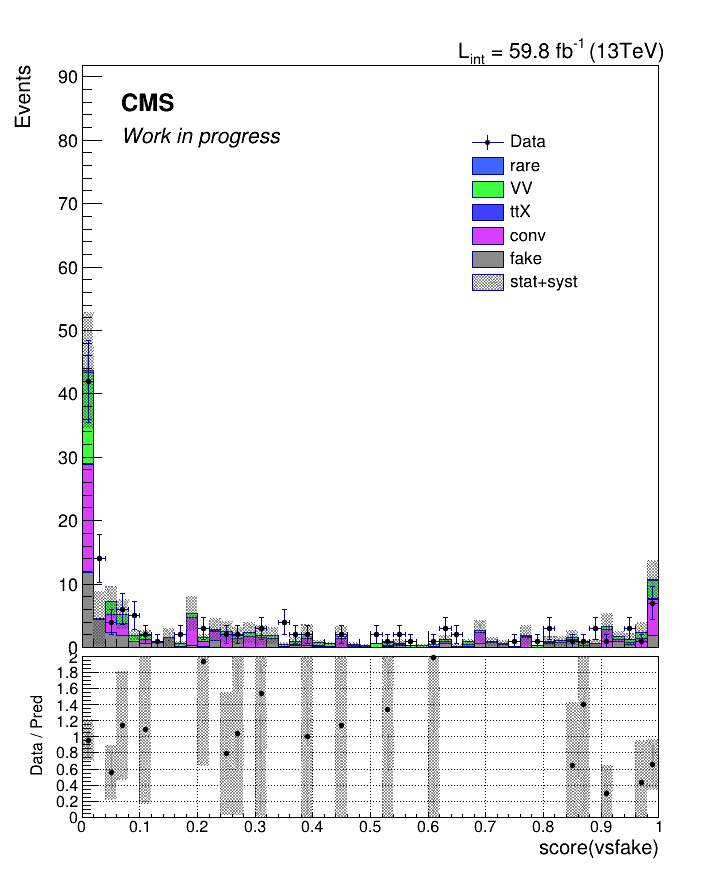 L_int = 59.8 fb^-1 (13TeV)
Events
90
80
70
60
50
40
30
20
10
0
CMS
Work in progress
Data
rare
VV
ttX
conv
fake
stat+syst
Data / Pred
2
1.8
1.6
1.4
1.2
1
0.8
0.6
0.4
0.2
0
0 0.1 0.2 0.3 0.4 0.5 0.6 0.7 0.8 0.9 1
score(vsfake)